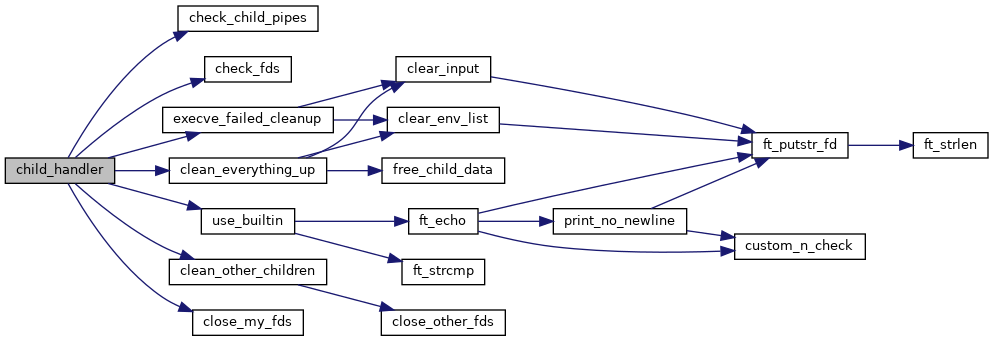 check_child_pipes
check_fds
clear_input
execve_failed_cleanup
clear_env_list
ft_putstr_fd
ft_strlen
child_handler
clean_everything_up
free_child_data
use_builtin
ft_echo
print_no_newline
custom_n_check
clean_other_children
ft_strcmp
close_my_fds
close_other_fds